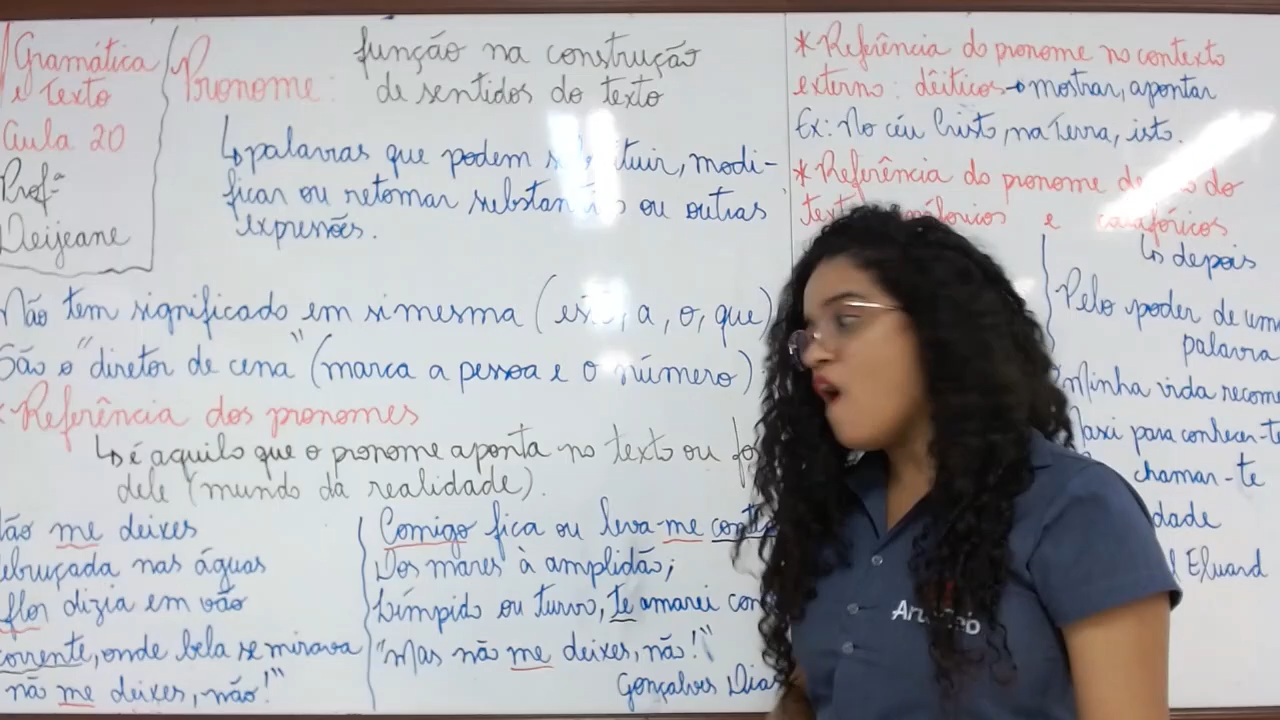 Gramática
e Texto
Aula 20
Profª
Deijeane
Pronome: função na construção
de sentidos do texto
↳ palavras que podem substituir, modi-
ficar ou retomar substantivos ou outras
expressões.
Não tem significado em si mesma (este, a, o, que)
São o "diretor de cena" (marca a pessoa e o número)
* Referência dos pronomes
↳ é aquilo que o pronome aponta no texto ou
dele (mundo da realidade).
me deixes
nas águas
flor dizia em vão
corrente, onde bela se mirava
não me deixes, não!"
Comigo fica ou leva-me
Dos mares à amplidão;
Límpido ou turvo, te amarei
"Mas não me deixes, não!"
Gonçalves Dias
* Referência do pronome no contexto
externo: dêiticos → mostrar, apontar
Ex: No céu Cristo, na Terra, isto.
* Referência do pronome dentro do
e catafóricos
↳ depois
Pelo poder de uma
palavra
Minha vida
para conhecer-te
chamar-te
Eluard